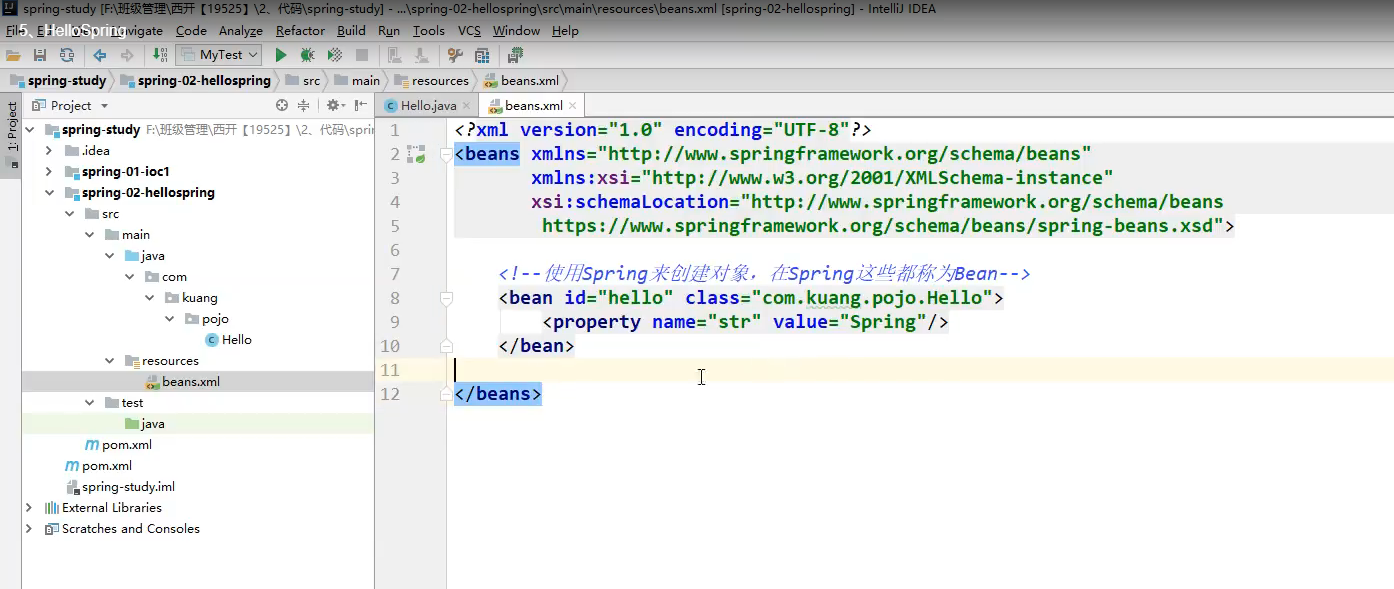 spring-study [F:\班级管理\西开【19525】\2、代码\spring-study] - ...\spring-02-hellospring\src\main\resources\beans.xml [spring-02-hellospring] - IntelliJ IDEA
5、HelloSpring
Navigate Code Analyze Refactor Build Run Tools VCS Window Help
MyTest
spring-study spring-02-hellospring src main resources beans.xml
1: Project
Project
Hello.java beans.xml
spring-study F:\班级管理\西开【19525】\2、代码\sprin
.idea
spring-01-ioc1
spring-02-hellospring
src
main
java
com
kuang
pojo
Hello
resources
beans.xml
test
java
pom.xml
pom.xml
spring-study.iml
External Libraries
Scratches and Consoles
1 <?xml version="1.0" encoding="UTF-8"?>
2 <beans xmlns="http://www.springframework.org/schema/beans"
3 xmlns:xsi="http://www.w3.org/2001/XMLSchema-instance"
4 xsi:schemaLocation="http://www.springframework.org/schema/beans
5 https://www.springframework.org/schema/beans/spring-beans.xsd">
6
7 <!--使用Spring来创建对象，在Spring这些都称为Bean-->
8 <bean id="hello" class="com.kuang.pojo.Hello">
9 <property name="str" value="Spring"/>
10 </bean>
11
12 </beans>